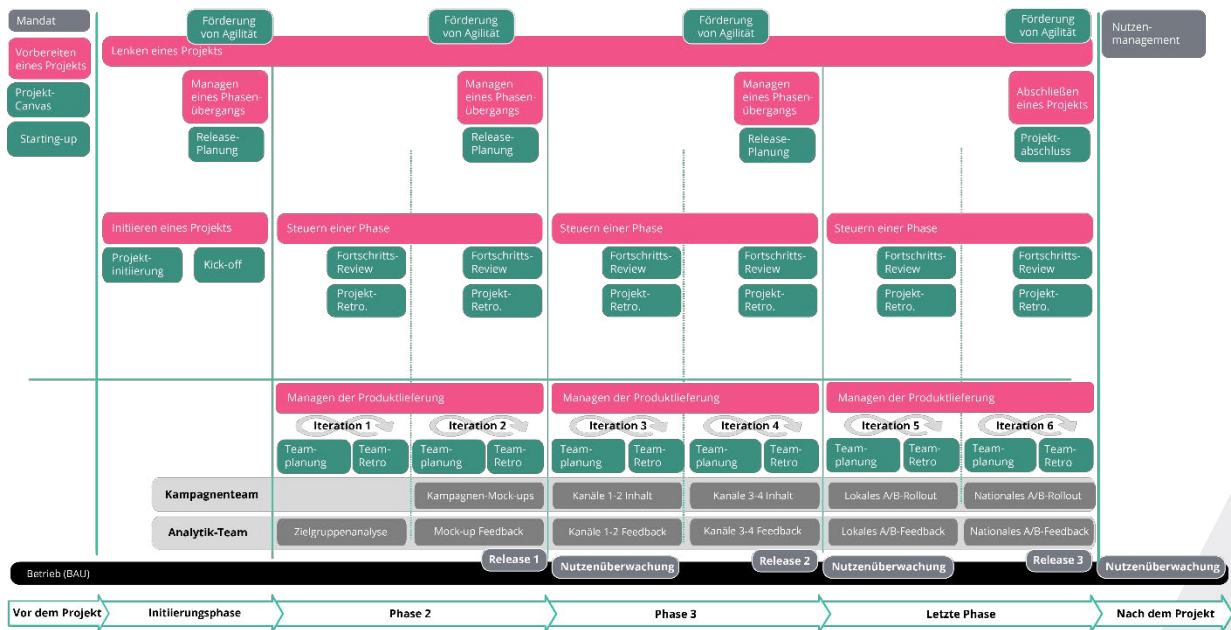 Mandat
Förderung
von Agilität
Förderung
von Agilität
Förderung
von Agilität
Förderung
von Agilität
Nutzen-
management
Vorbereiten
eines Projekts
Lenken eines Projekts
Projekt-
Canvas
Starting-up
Managen
eines Phasen-
übergangs
Managen
eines Phasen-
übergangs
Managen
eines Phasen-
übergangs
Abschließen
eines Projekts
Release-
Planung
Release-
Planung
Release-
Planung
Projekt-
abschluss
Initiieren eines Projekts
Steuern einer Phase
Steuern einer Phase
Steuern einer Phase
Projekt-
initiierung
Kick-off
Fortschritts-
Review
Fortschritts-
Review
Fortschritts-
Review
Fortschritts-
Review
Fortschritts-
Review
Fortschritts-
Review
Projekt-
Retro.
Projekt-
Retro.
Projekt-
Retro.
Projekt-
Retro.
Projekt-
Retro.
Projekt-
Retro.
Managen der Produktlieferung
Managen der Produktlieferung
Managen der Produktlieferung
Iteration 1
Iteration 2
Iteration 3
Iteration 4
Iteration 5
Iteration 6
Team-
planung
Team-
Retro
Team-
planung
Team-
Retro
Team-
planung
Team-
Retro
Team-
planung
Team-
Retro
Team-
planung
Team-
Retro
Team-
planung
Team-
Retro
Kampagnenteam
Kampagnen-Mock-ups
Kanäle 1-2 Inhalt
Kanäle 3-4 Inhalt
Lokales A/B-Rollout
Nationales A/B-Rollout
Analytik-Team
Zielgruppenanalyse
Mock-up Feedback
Kanäle 1-2 Feedback
Kanäle 3-4 Feedback
Lokales A/B-Feedback
Nationales A/B-Feedback
Release 1
Release 2
Release 3
Betrieb (BAU)
Nutzenüberwachung
Nutzenüberwachung
Nutzenüberwachung
Vor dem Projekt
Initiierungsphase
Phase 2
Phase 3
Letzte Phase
Nach dem Projekt